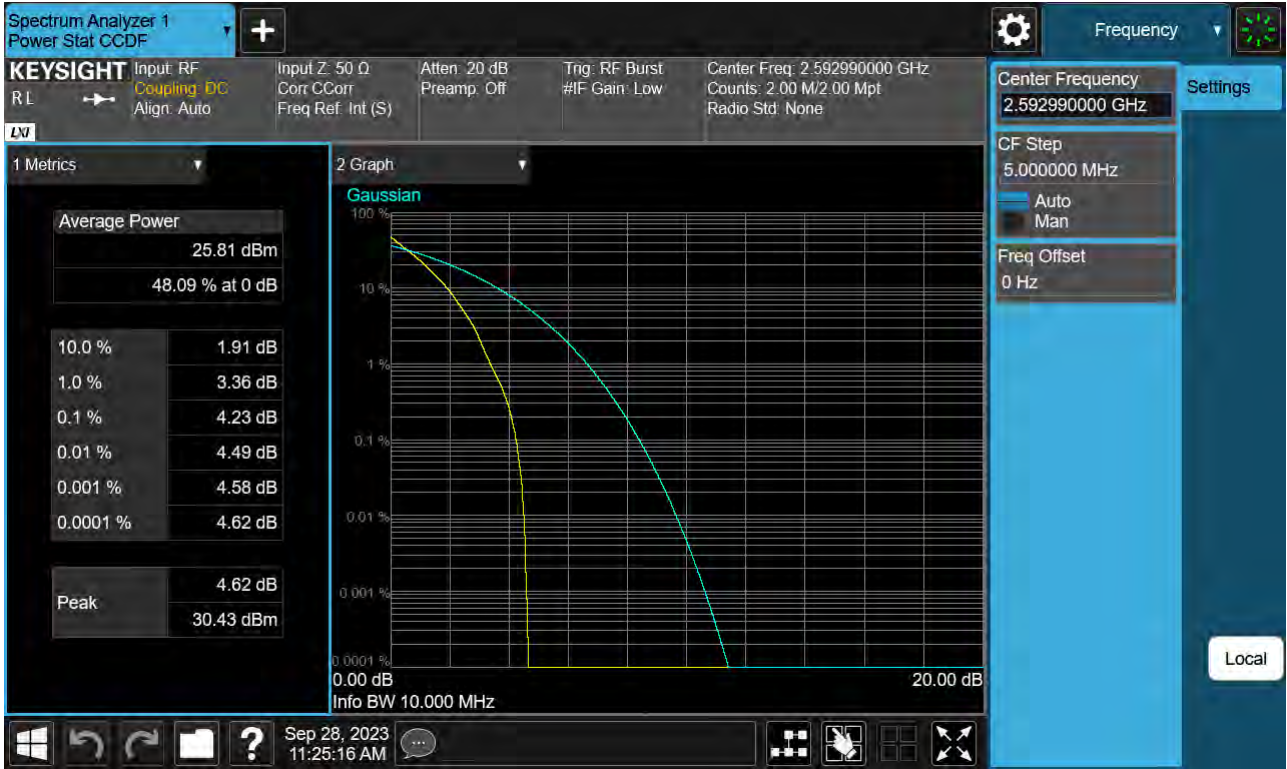 Spectrum Analyzer 1
Power Stat CCDF
+
Frequency
KEYSIGHT
R L
LXI
Input: RF
Coupling: DC
Align: Auto
Input Z: 50 Ω
Corr CCorr
Freq Ref: Int (S)
Atten: 20 dB
Preamp: Off
Trig: RF Burst
#IF Gain: Low
Center Freq: 2.592990000 GHz
Counts: 2.00 M/2.00 Mpt
Radio Std: None
Center Frequency
2.592990000 GHz
Settings
CF Step
5.000000 MHz
Auto
Man
Freq Offset
0 Hz
1 Metrics
Average Power
25.81 dBm
48.09 % at 0 dB
10.0 % 1.91 dB
1.0 % 3.36 dB
0.1 % 4.23 dB
0.01 % 4.49 dB
0.001 % 4.58 dB
0.0001 % 4.62 dB
Peak
4.62 dB
30.43 dBm
2 Graph
Gaussian
100 %
10 %
1 %
0.1 %
0.01 %
0.001 %
0.0001 %
0.00 dB 20.00 dB
Info BW 10.000 MHz
Local
?
Sep 28, 2023
11:25:16 AM